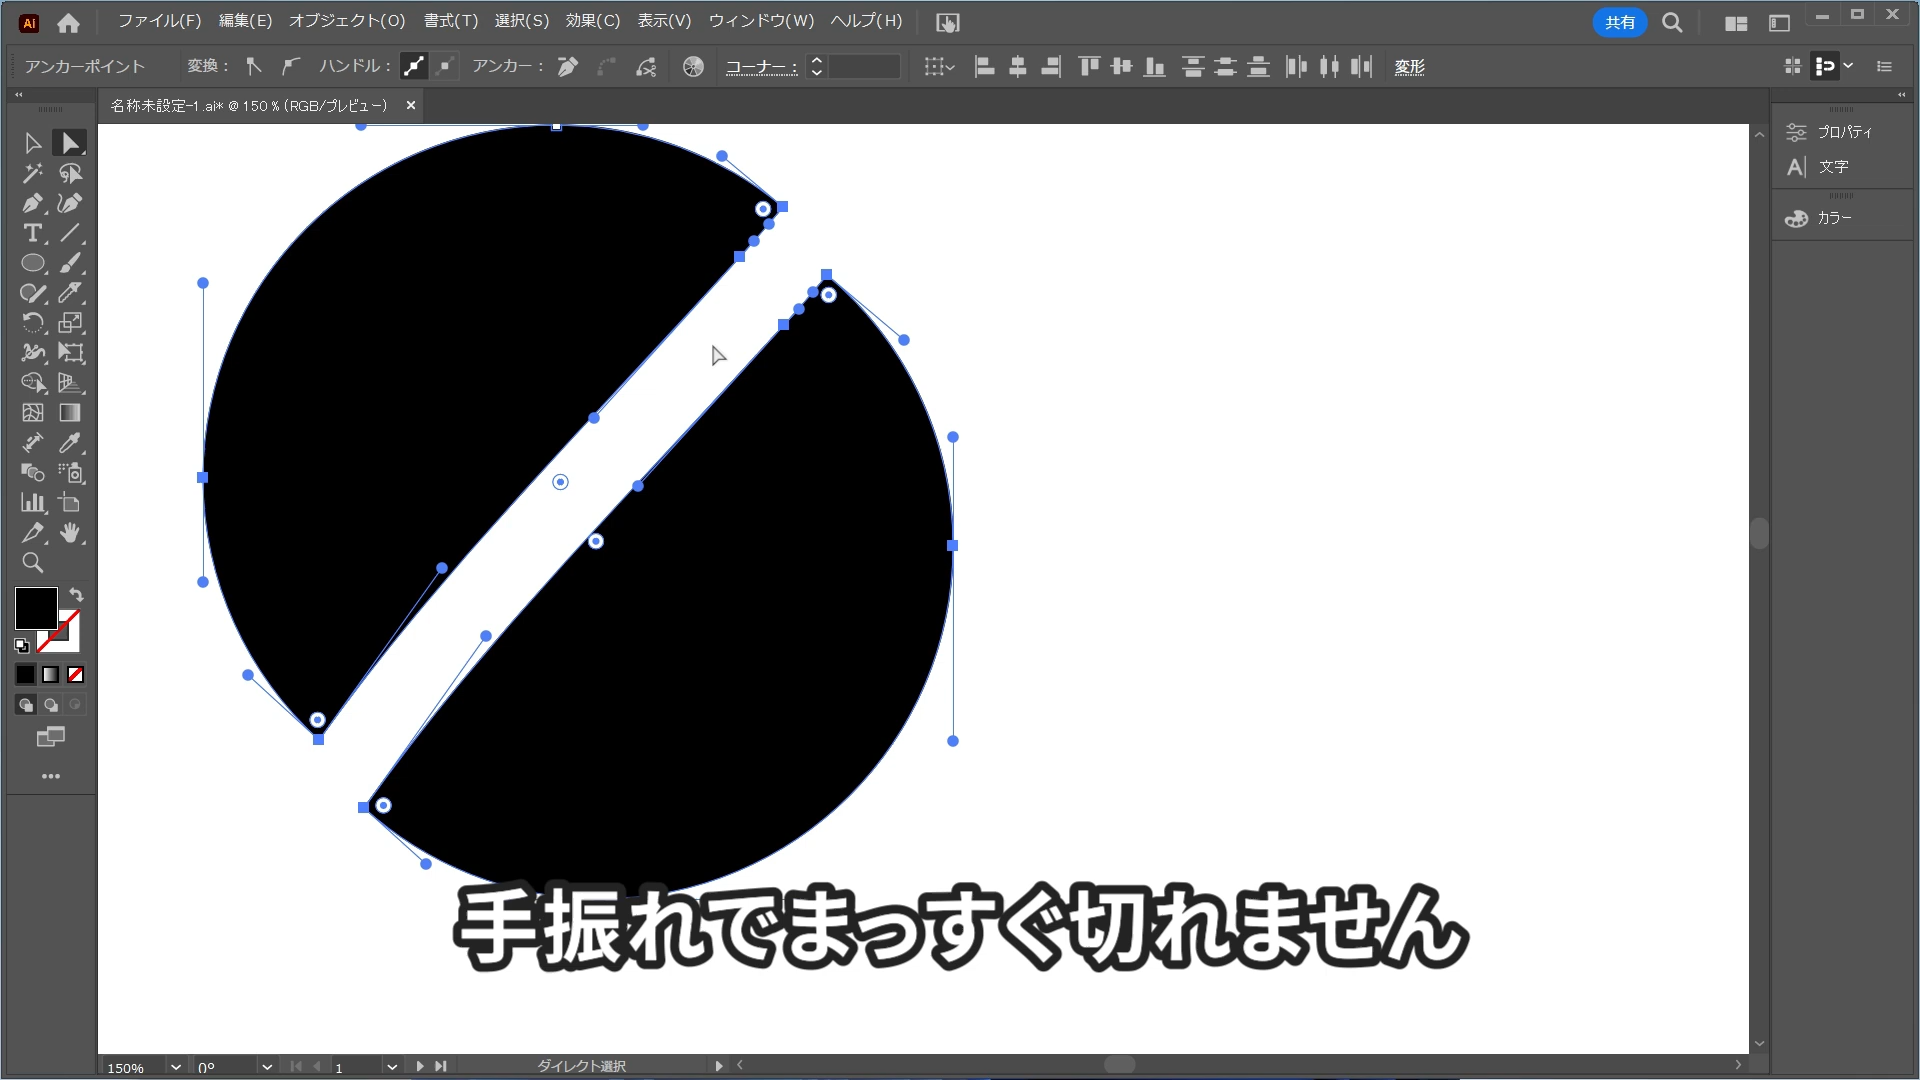 Ai ファイル(F) 編集(E) オブジェクト(O) 書式(T) 選択(S) 効果(C) 表示(V) ウィンドウ(W) ヘルプ(H) 共有
アンカーポイント 変換： ハンドル： アンカー： コーナー： 変形
名称未設定-1.ai* @ 150 % (RGB/プレビュー) ×
プロパティ
文字
カラー
手振れでまっすぐ切れません
150% 0° 1 ダイレクト選択